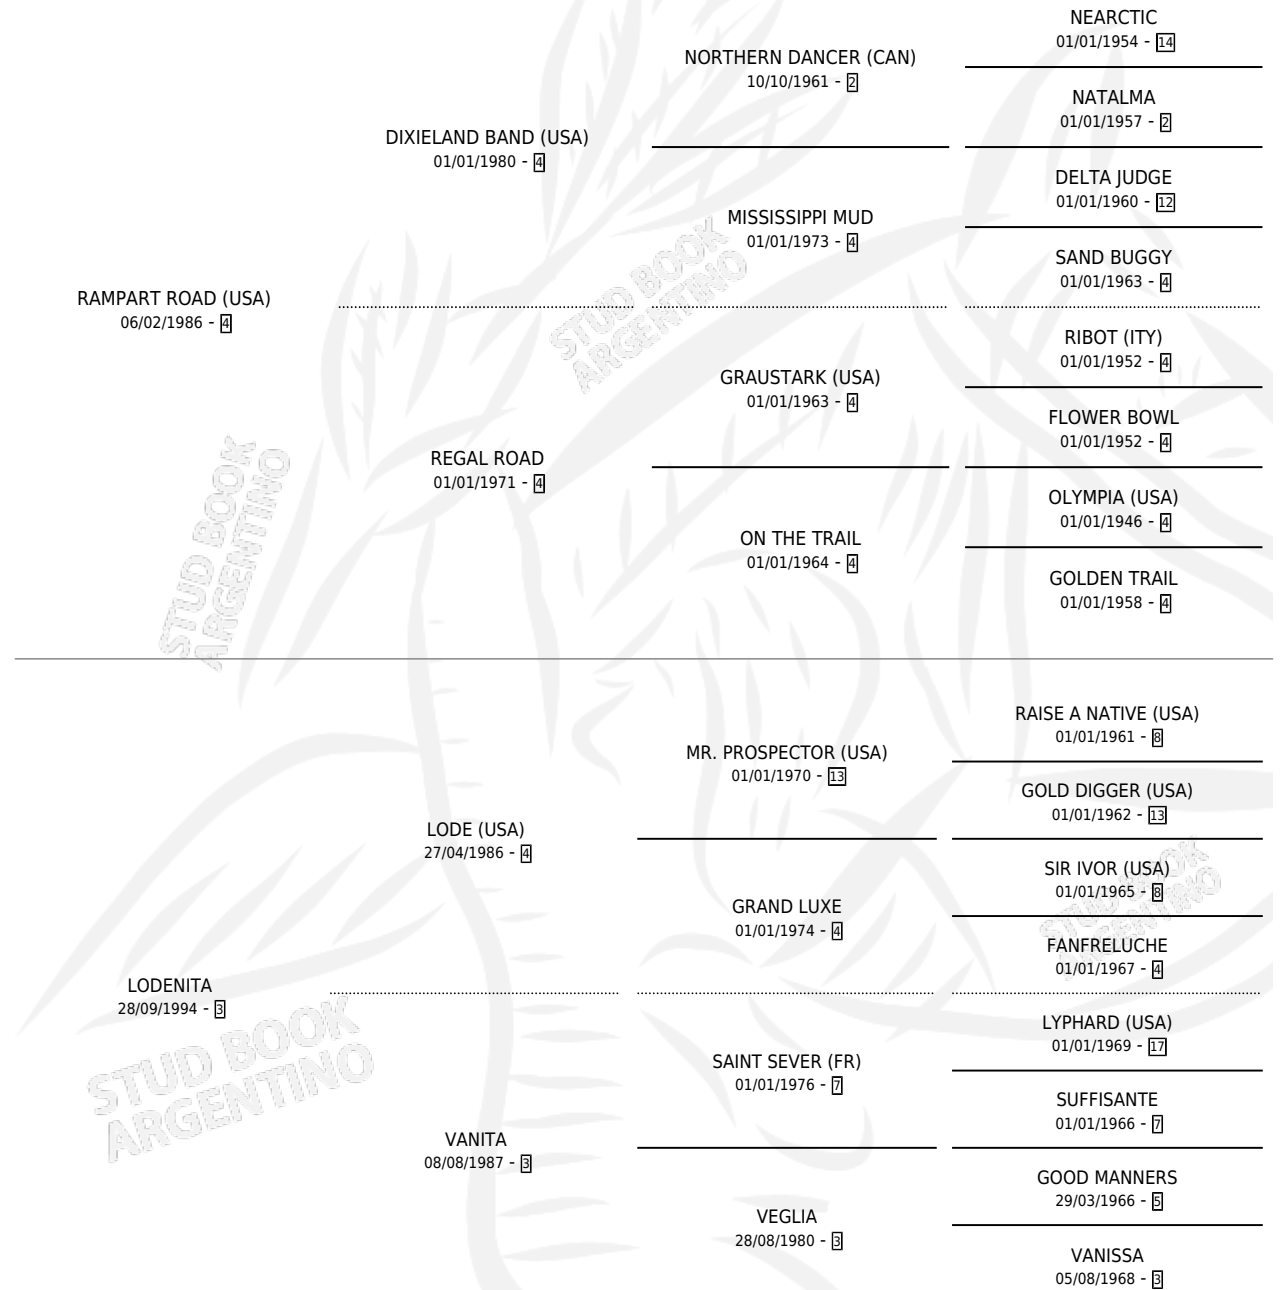 NEARCTIC
01/01/1954 - 14
NORTHERN DANCER (CAN)
10/10/1961 - 2
NATALMA
01/01/1957 - 2
DIXIELAND BAND (USA)
01/01/1980 - 4
DELTA JUDGE
01/01/1960 - 12
MISSISSIPPI MUD
01/01/1973 - 4
SAND BUGGY
01/01/1963 - 4
RAMPART ROAD (USA)
06/02/1986 - 4
STUD BOOK
ARGENTINO
RIBOT (ITY)
01/01/1952 - 4
GRAUSTARK (USA)
01/01/1963 - 4
FLOWER BOWL
01/01/1952 - 4
REGAL ROAD
01/01/1971 - 4
OLYMPIA (USA)
01/01/1946 - 4
ON THE TRAIL
01/01/1964 - 4
GOLDEN TRAIL
01/01/1958 - 4
STUD BOOK
ARGENTINO
RAISE A NATIVE (USA)
01/01/1961 - 8
MR. PROSPECTOR (USA)
01/01/1970 - 13
GOLD DIGGER (USA)
01/01/1962 - 13
LODE (USA)
27/04/1986 - 4
SIR IVOR (USA)
01/01/1965 - 8
GRAND LUXE
01/01/1974 - 4
STUD BOOK
ARGENTINO
FANFRELUCHE
01/01/1967 - 4
LODENITA
28/09/1994 - 3
STUD BOOK
ARGENTINO
LYPHARD (USA)
01/01/1969 - 17
SAINT SEVER (FR)
01/01/1976 - 7
SUFFISANTE
01/01/1966 - 7
VANITA
08/08/1987 - 3
GOOD MANNERS
29/03/1966 - 5
VEGLIA
28/08/1980 - 3
VANISSA
05/08/1968 - 3